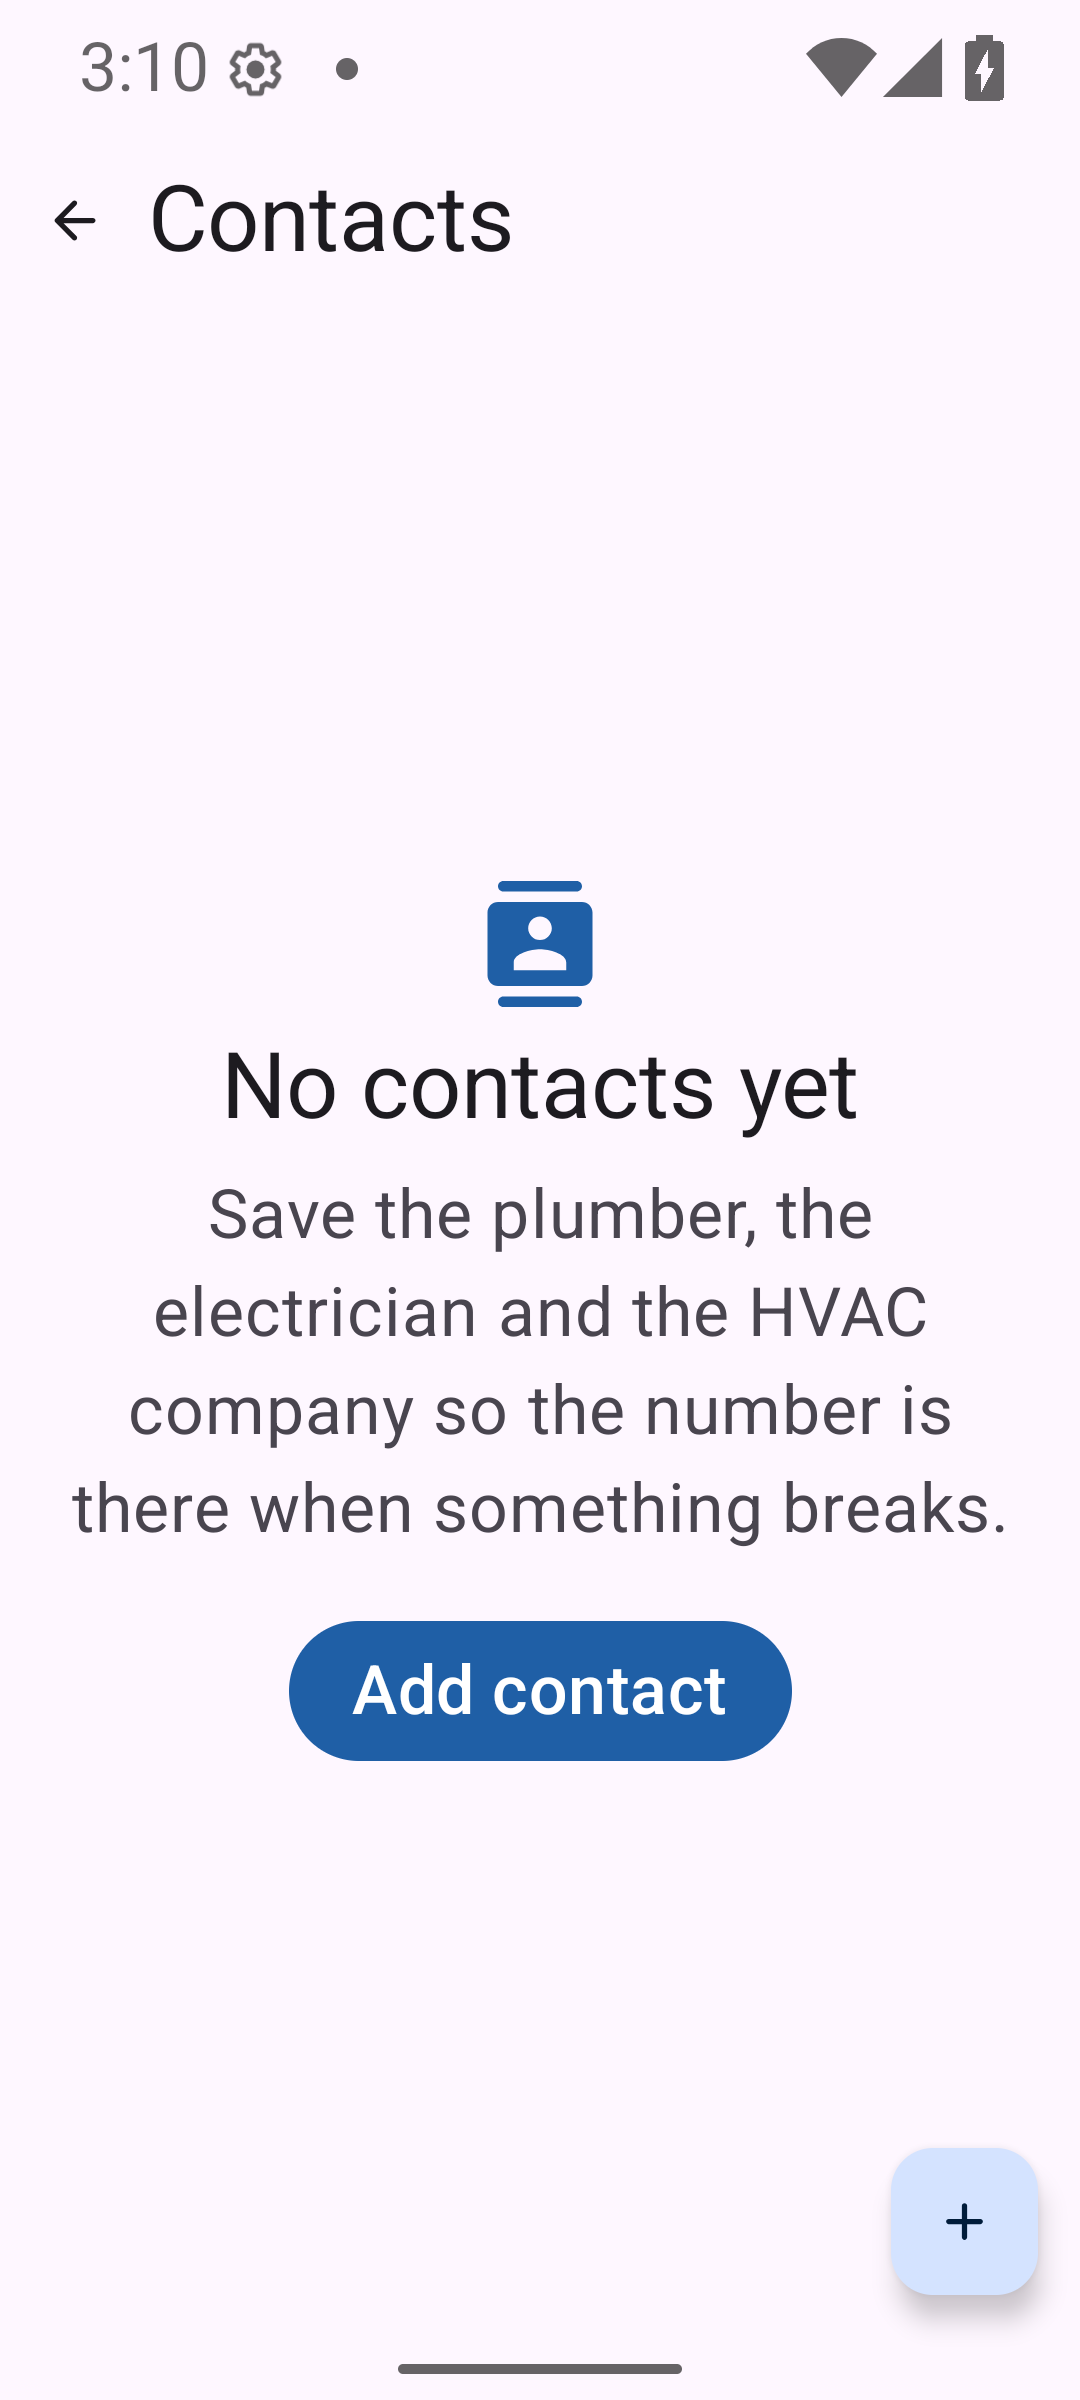 3:10
Contacts
No contacts yet
Save the plumber, the
electrician and the HVAC
company so the number is
there when something breaks.
Add contact